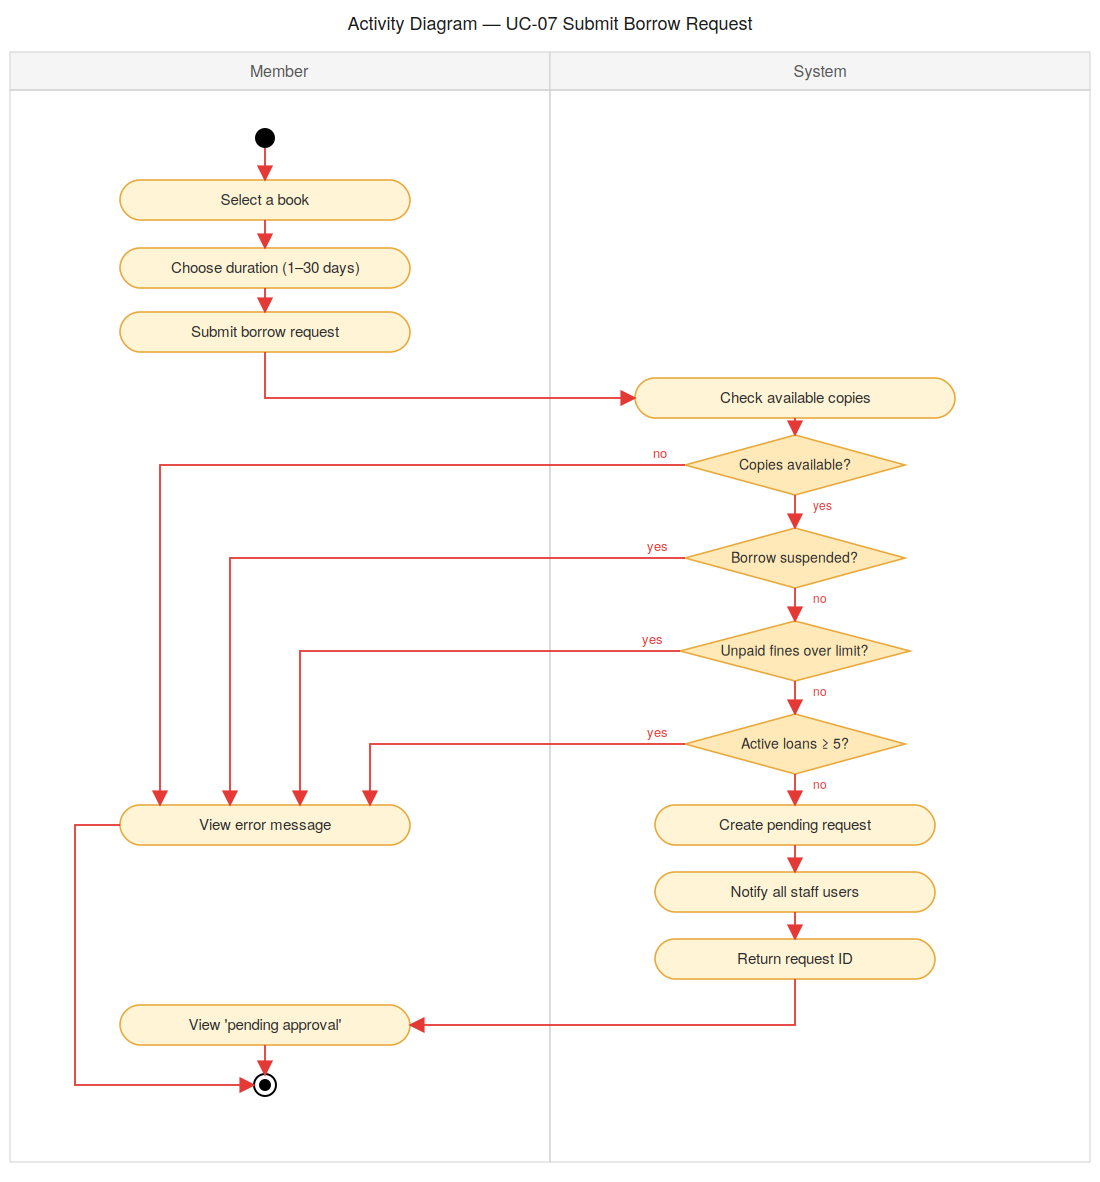 Activity Diagram — UC-07 Submit Borrow Request
Member
System
Select a book
Choose duration (1–30 days)
Submit borrow request
Check available copies
Copies available?
no
yes
Borrow suspended?
yes
no
Unpaid fines over limit?
yes
no
Active loans ≥ 5?
yes
no
View error message
Create pending request
Notify all staff users
Return request ID
View 'pending approval'